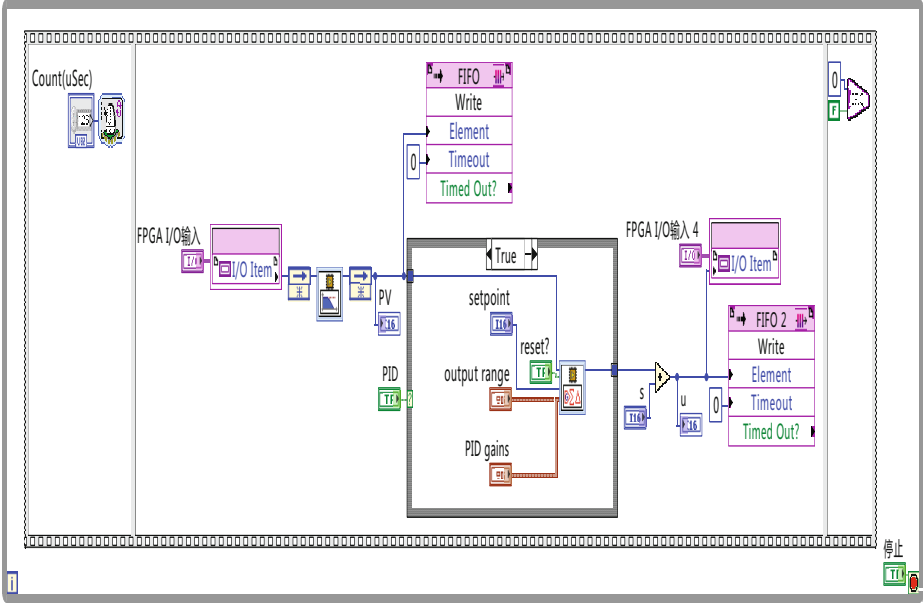 Count(uSec)
U32
FIFO
Write
Element
0
Timeout
Timed Out?
0
F
FPGA I/O输入
I/O
I/O Item
PV
I16
PID
TF
?
True
setpoint
I16
reset?
TF
output range
PID gains
FPGA I/O输入 4
I/O
I/O Item
FIFO 2
Write
Element
0
Timeout
Timed Out?
s
I16
u
I16
停止
TF
i